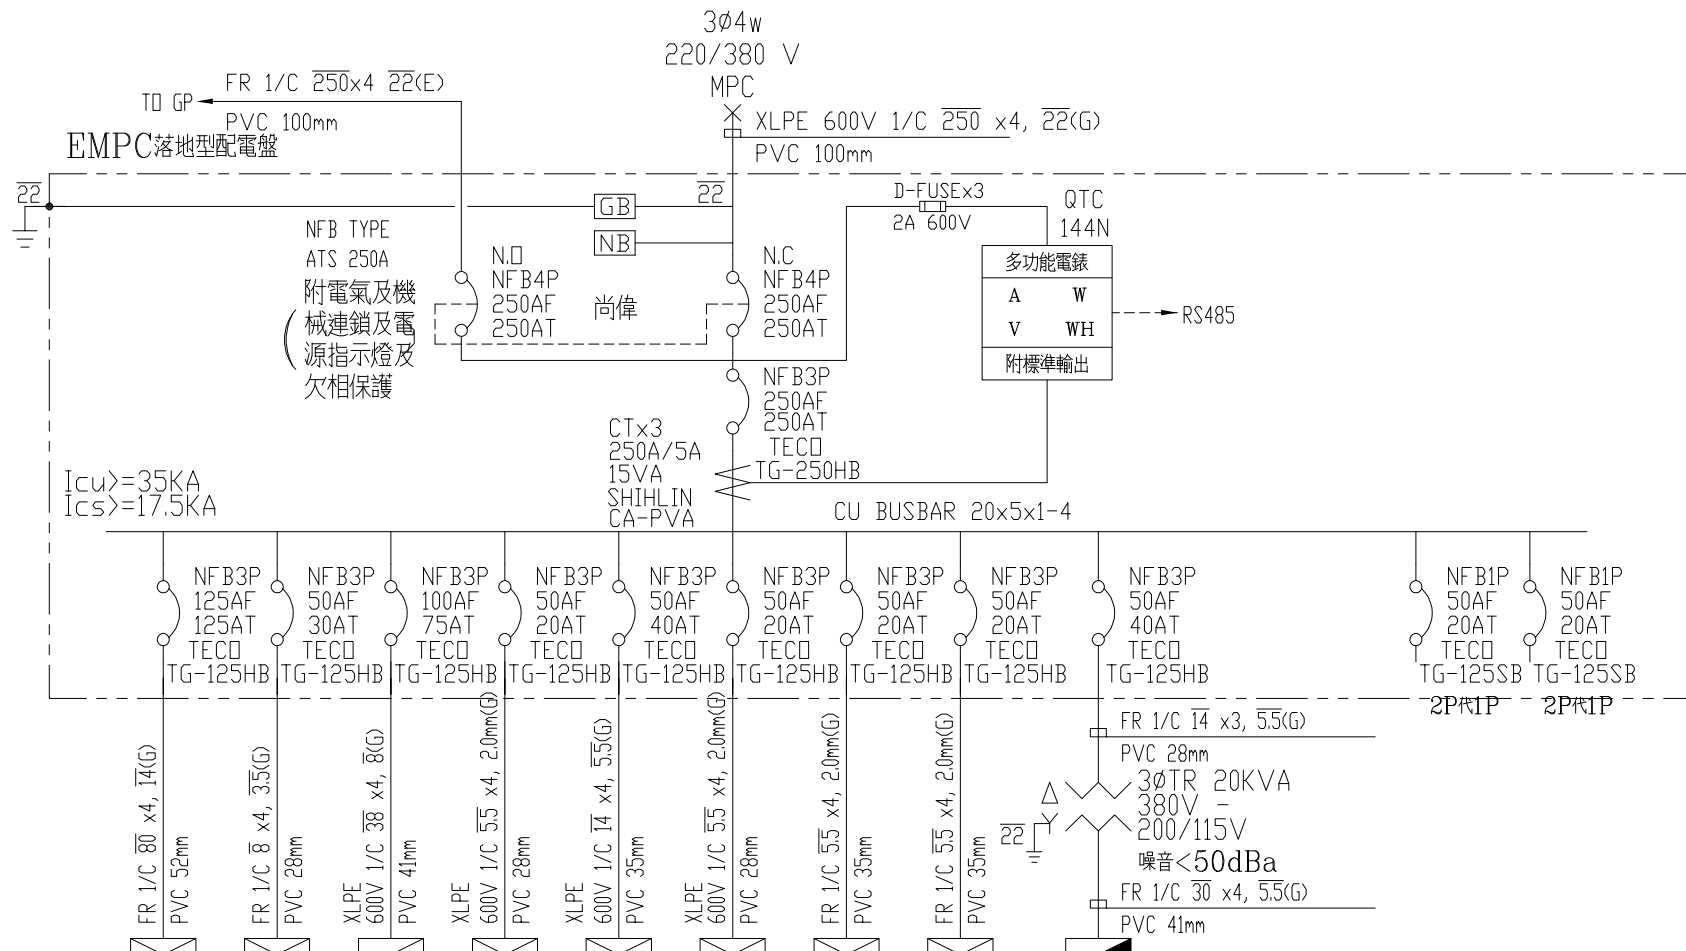 3Ø4W
220/380 V
MPC
FR 1/C 250x4 22(E)
TO GP
PVC 100mm
XLPE 600V 1/C 250 x4, 22(G)
PVC 100mm
EMPC落地型配電盤
22
GB
22
NB
D-FUSEx3
2A 600V
QTC
144N
多功能電錶
A W
V WH
附標準輸出
RS485
NFB TYPE
ATS 250A
附電氣及機
械連鎖及電
源指示燈及
欠相保護
N.O
NFB4P
250AF
250AT
尚偉
N.C
NFB4P
250AF
250AT
NFB3P
250AF
250AT
TECO
TG-250HB
CTx3
250A/5A
15VA
SHIHLIN
CA-PVA
Icu>=35KA
Ics>=17.5KA
CU BUSBAR 20x5x1-4
NFB3P
125AF
125AT
TECO
TG-125HB
NFB3P
50AF
30AT
TECO
TG-125HB
NFB3P
100AF
75AT
TECO
TG-125HB
NFB3P
50AF
20AT
TECO
TG-125HB
NFB3P
50AF
40AT
TECO
TG-125HB
NFB3P
50AF
20AT
TECO
TG-125HB
NFB3P
50AF
20AT
TECO
TG-125HB
NFB3P
50AF
20AT
TECO
TG-125HB
NFB3P
50AF
40AT
TECO
TG-125HB
NFB1P
50AF
20AT
TECO
TG-125SB
2P代1P
NFB1P
50AF
20AT
TECO
TG-125SB
2P代1P
FR 1/C 80 x4, 14(G)
PVC 52mm
FR 1/C 8 x4, 3.5(G)
PVC 28mm
XLPE
600V 1/C 38 x4, 8(G)
PVC 41mm
XLPE
600V 1/C 5.5 x4, 2.0mm(G)
PVC 28mm
XLPE
600V 1/C 14 x4, 5.5(G)
PVC 35mm
XLPE
600V 1/C 5.5 x4, 2.0mm(G)
PVC 28mm
FR 1/C 5.5 x4, 2.0mm(G)
PVC 35mm
FR 1/C 5.5 x4, 2.0mm(G)
PVC 35mm
FR 1/C 14 x3, 5.5(G)
PVC 28mm
3ØTR 20KVA
380V -
200/115V
Δ
Y
22
噪音<50dBa
FR 1/C 30 x4, 5.5(G)
PVC 41mm